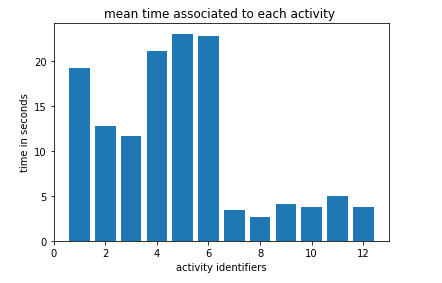 mean time associated to each activity
time in seconds
20
15
10
5
0
0 2 4 6 8 10 12
activity identifiers